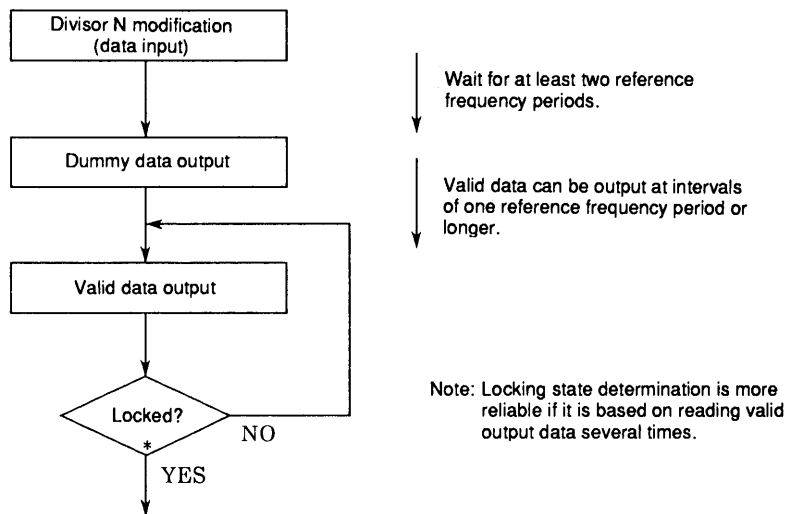 Divisor N modification
(data input)
Wait for at least two reference
frequency periods.
Dummy data output
Valid data can be output at intervals
of one reference frequency period or
longer.
Valid data output
Locked?
*
NO
YES
Note: Locking state determination is more
reliable if it is based on reading valid
output data several times.